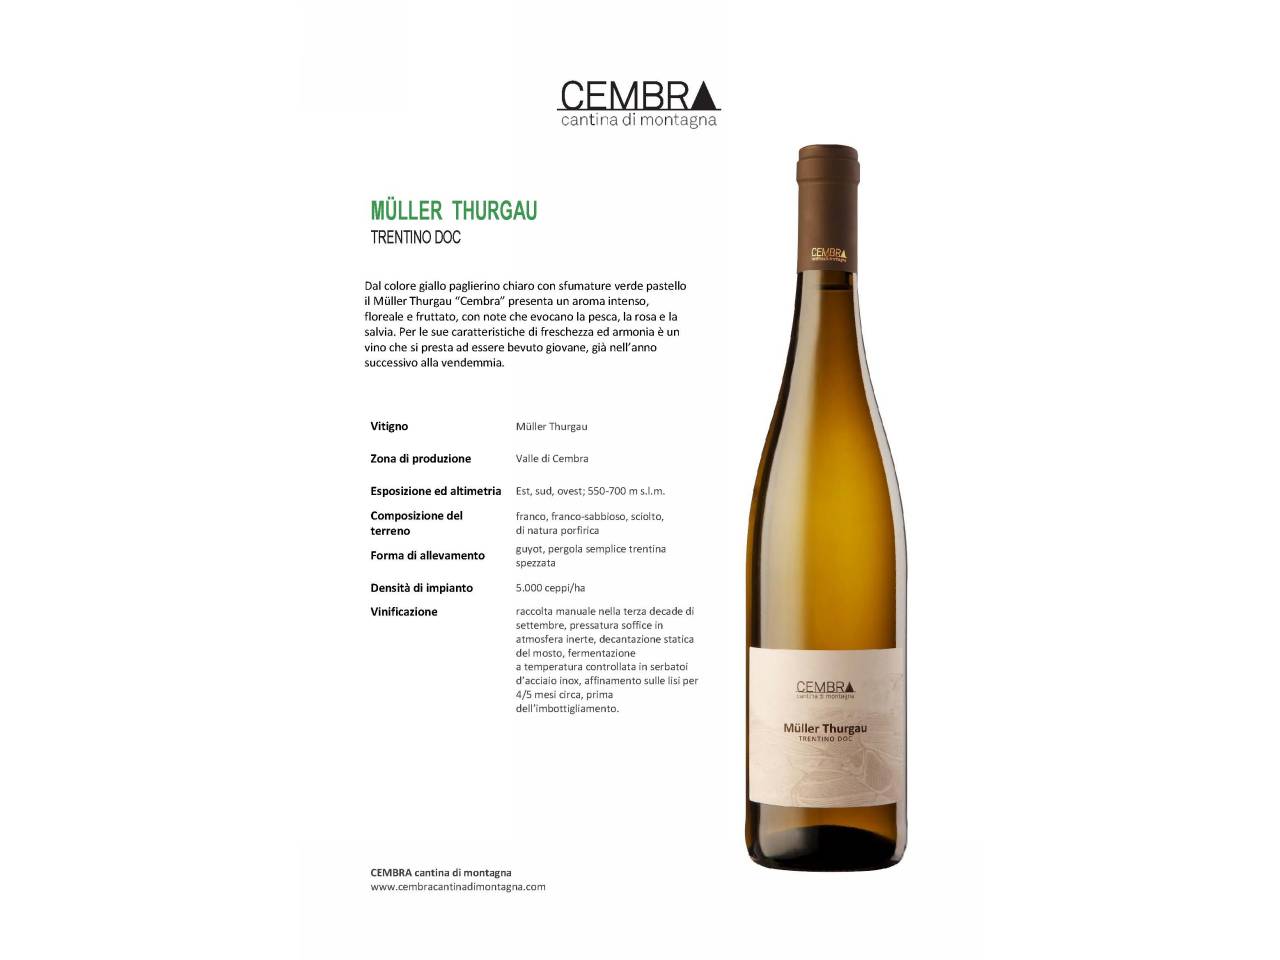 CEMBRA
cantina di montagna
MÜLLER THURGAU
TRENTINO DOC
Dal colore giallo paglierino chiaro con sfumature verde pastello
il Müller Thurgau “Cembra” presenta un aroma intenso,
floreale e fruttato, con note che evocano la pesca, la rosa e la
salvia. Per le sue caratteristiche di freschezza ed armonia è un
vino che si presta ad essere bevuto giovane, già nell’anno
successivo alla vendemmia.
Vitigno Müller Thurgau
Zona di produzione Valle di Cembra
Esposizione ed altimetria Est, sud, ovest; 550-700 m s.l.m.
Composizione del
terreno
franco, franco-sabbioso, sciolto,
di natura porfirica
Forma di allevamento
guyot, pergola semplice trentina
spezzata
Densità di impianto 5.000 ceppi/ha
Vinificazione raccolta manuale nella terza decade di
settembre, pressatura soffice in
atmosfera inerte, decantazione statica
del mosto, fermentazione
a temperatura controllata in serbatoi
d’acciaio inox, affinamento sulle lisi per
4/5 mesi circa, prima
dell’imbottigliamento.
CEMBRA cantina di montagna
www.cembracantinadimontagna.com
CEMBRA
cantina di montagna
CEMBRA
cantina di montagna
Müller Thurgau
TRENTINO DOC